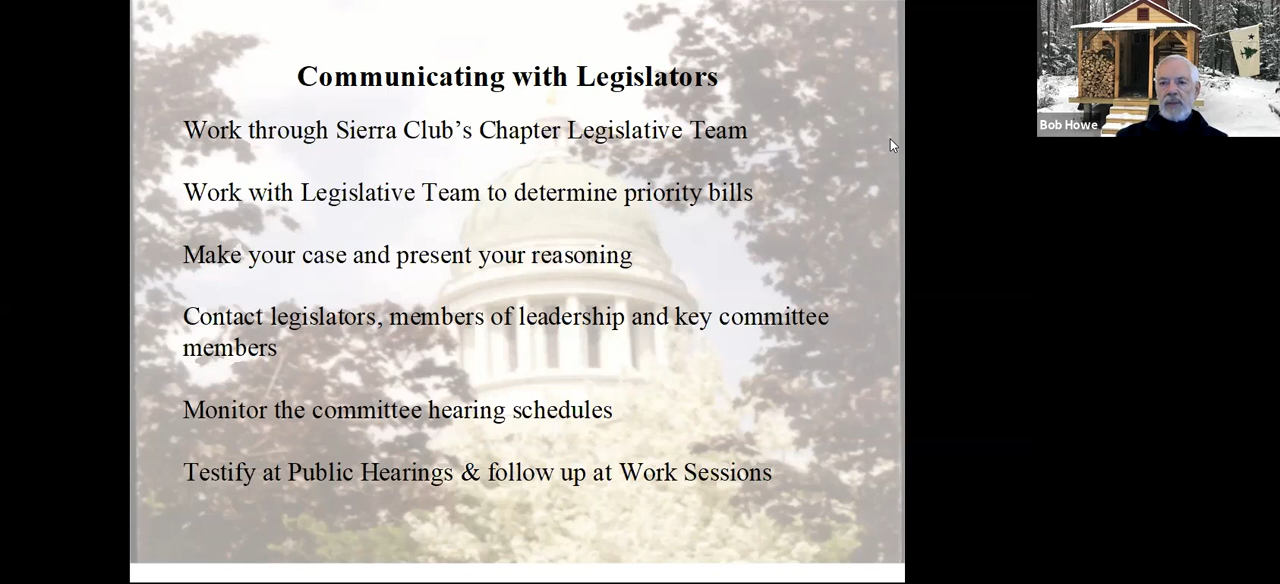 Communicating with Legislators
Work through Sierra Club's Chapter Legislative Team
Work with Legislative Team to determine priority bills
Make your case and present your reasoning
Contact legislators, members of leadership and key committee
members
Monitor the committee hearing schedules
Testify at Public Hearings & follow up at Work Sessions
Bob Howe